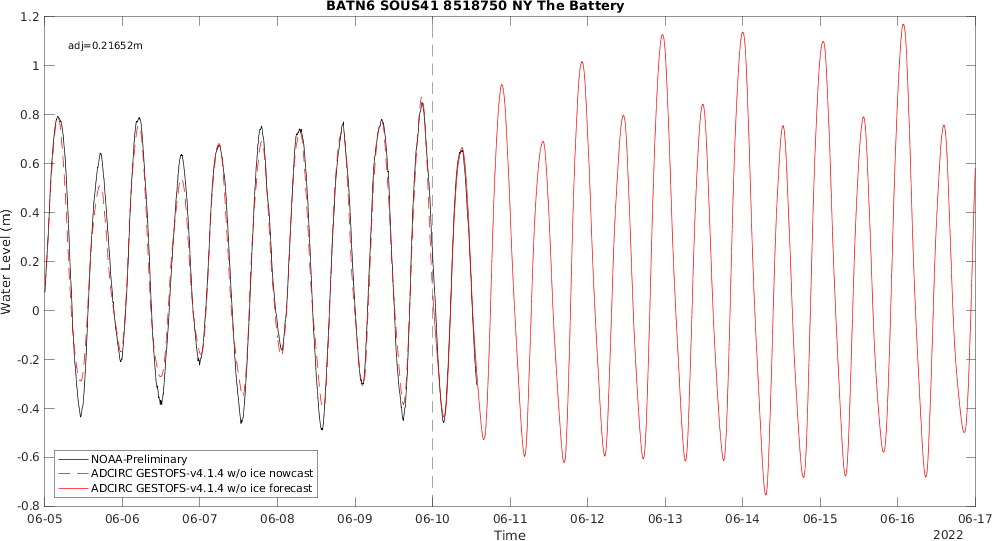 BATN6 SOUS41 8518750 NY The Battery
adj=0.21652m
1.2
1
0.8
0.6
0.4
0.2
0
-0.2
-0.4
-0.6
-0.8
Water Level (m)
NOAA-Preliminary
ADCIRC GESTOFS-v4.1.4 w/o ice nowcast
ADCIRC GESTOFS-v4.1.4 w/o ice forecast
06-05 06-06 06-07 06-08 06-09 06-10 06-11 06-12 06-13 06-14 06-15 06-16 06-17
Time
2022